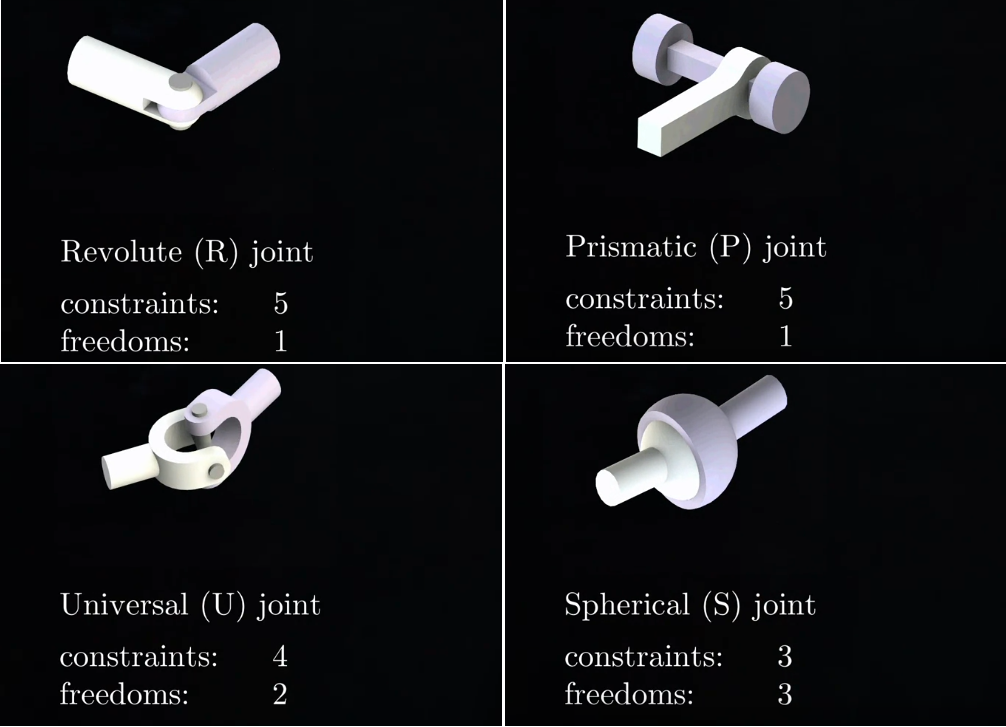 Revolute (R) joint
constraints: 5
freedoms: 1
Prismatic (P) joint
constraints: 5
freedoms: 1
Universal (U) joint
constraints: 4
freedoms: 2
Spherical (S) joint
constraints: 3
freedoms: 3